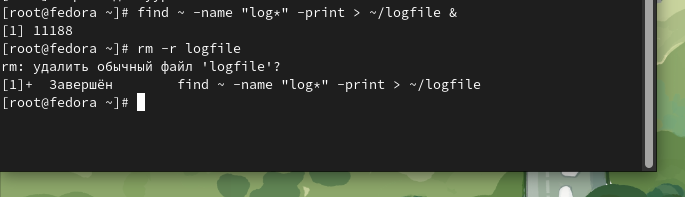 [root@fedora ~]# find ~ -name "log*" -print > ~/logfile &
[1] 11188
[root@fedora ~]# rm -r logfile
rm: удалить обычный файл 'logfile'?
[1]+  Завершён        find ~ -name "log*" -print > ~/logfile
[root@fedora ~]#